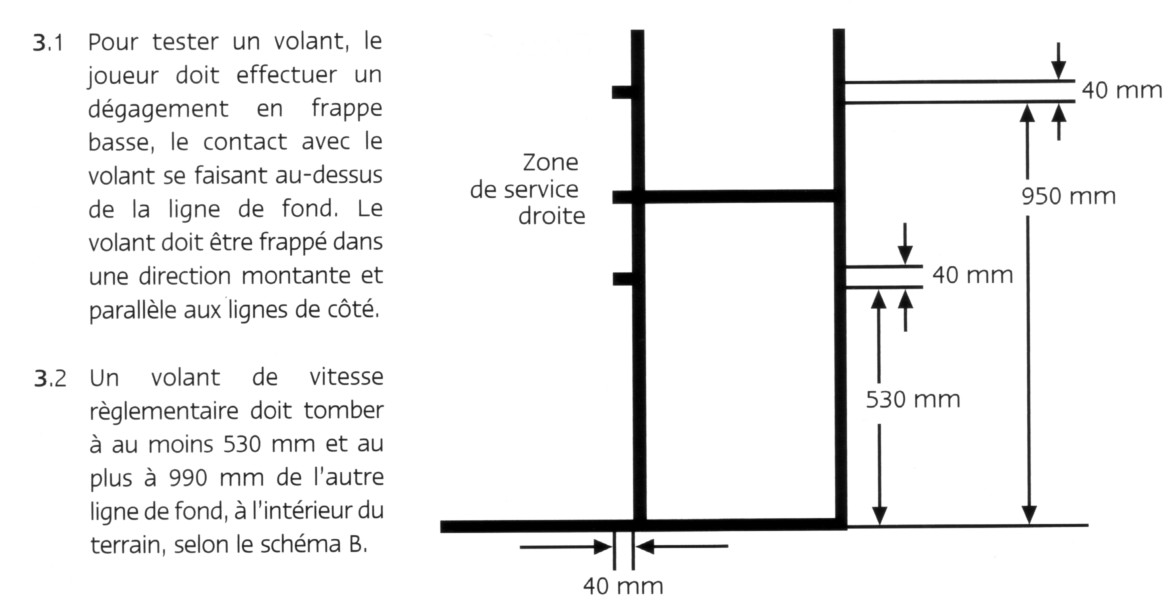 3.1 Pour tester un volant, le
joueur doit effectuer un
dégagement en frappe
basse, le contact avec le
volant se faisant au-dessus
de la ligne de fond. Le
volant doit être frappé dans
une direction montante et
parallèle aux lignes de côté.
3.2 Un volant de vitesse
règlementaire doit tomber
à au moins 530 mm et au
plus à 990 mm de l'autre
ligne de fond, à l'intérieur du
terrain, selon le schéma B.
40 mm
Zone
de service
droite
950 mm
40 mm
530 mm
40 mm